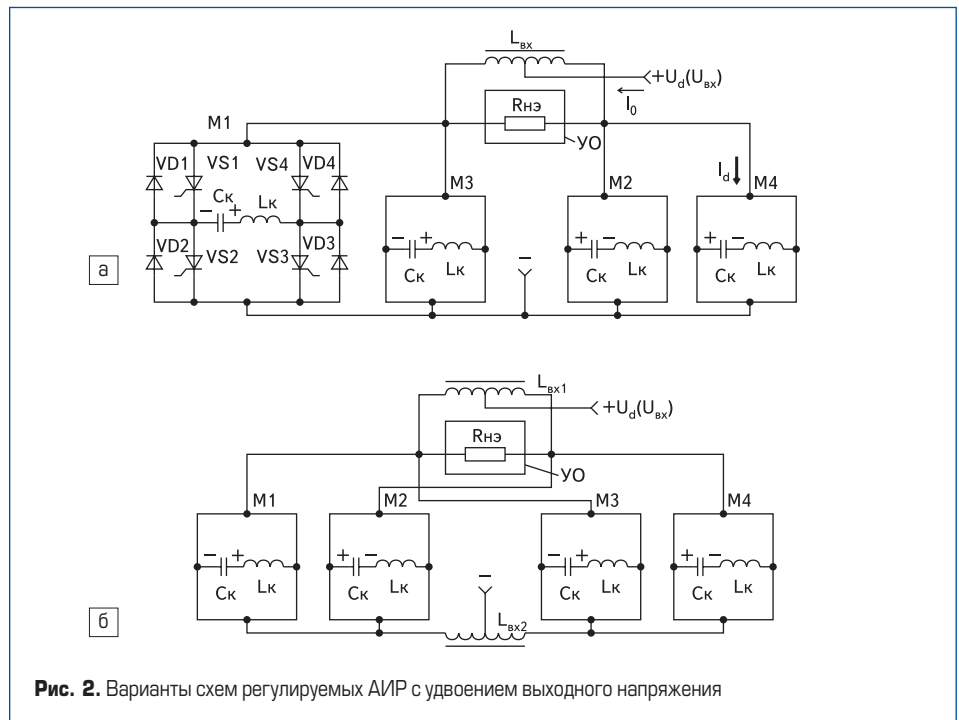 Lвх
+Ud(Uвх)
I0
Rнэ
УО
M1
VD1 VS1 VS4 VD4
Cк
Lк
− +
VD2 VS2 VS3 VD3
M3
− +
Cк Lк
−
M2
+ −
Cк Lк
Id
M4
+ −
Cк Lк
а
Lвх1
+Ud(Uвх)
Rнэ
УО
M1 M2 M3 M4
− +
Cк Lк
+ −
Cк Lк
−
− +
Cк Lк
+ −
Cк Lк
Lвх2
б
Рис. 2. Варианты схем регулируемых АИР с удвоением выходного напряжения